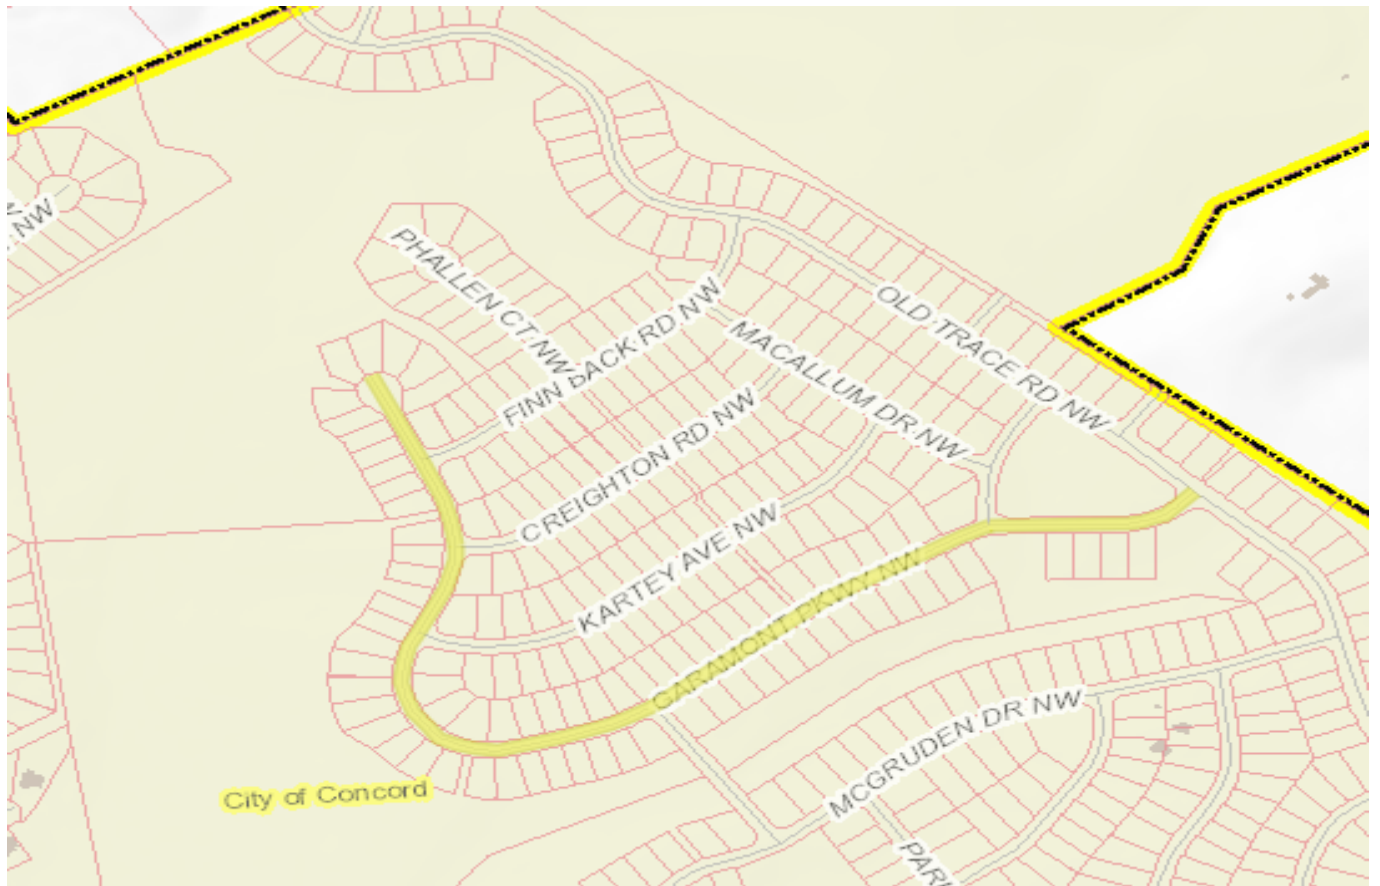 NW
PHALLEN CT NW
FINN BACK RD NW
OLD TRACE RD NW
MACALLUM DR NW
CREIGHTON RD NW
KARTEY AVE NW
CARAMONT PKWY NW
MCGRUDEN DR NW
City of Concord